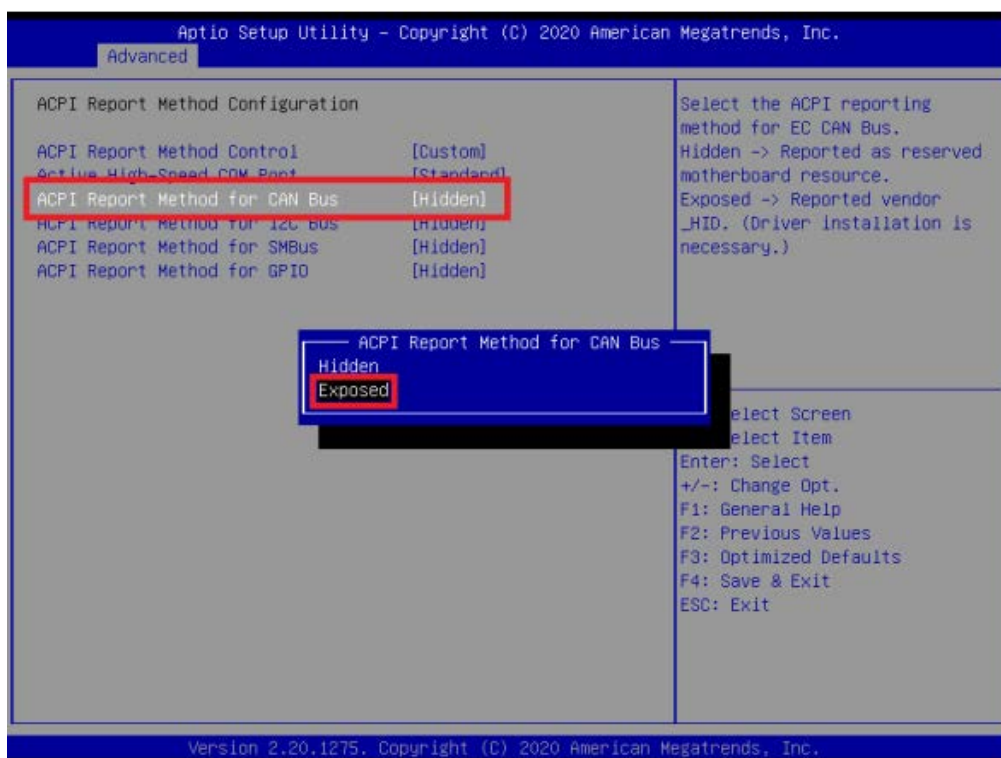 Aptio Setup Utility – Copyright (C) 2020 American Megatrends, Inc.
Advanced
ACPI Report Method Configuration
ACPI Report Method Control [Custom]
Active High-Speed COM Port [Standard]
ACPI Report Method for CAN Bus [Hidden]
ACPI Report Method for I2C Bus [Hidden]
ACPI Report Method for SMBus [Hidden]
ACPI Report Method for GPIO [Hidden]
Select the ACPI reporting
method for EC CAN Bus.
Hidden -> Reported as reserved
motherboard resource.
Exposed -> Reported vendor
_HID. (Driver installation is
necessary.)
ACPI Report Method for CAN Bus
Hidden
Exposed
elect Screen
elect Item
Enter: Select
+/-: Change Opt.
F1: General Help
F2: Previous Values
F3: Optimized Defaults
F4: Save & Exit
ESC: Exit
Version 2.20.1275. Copyright (C) 2020 American Megatrends, Inc.